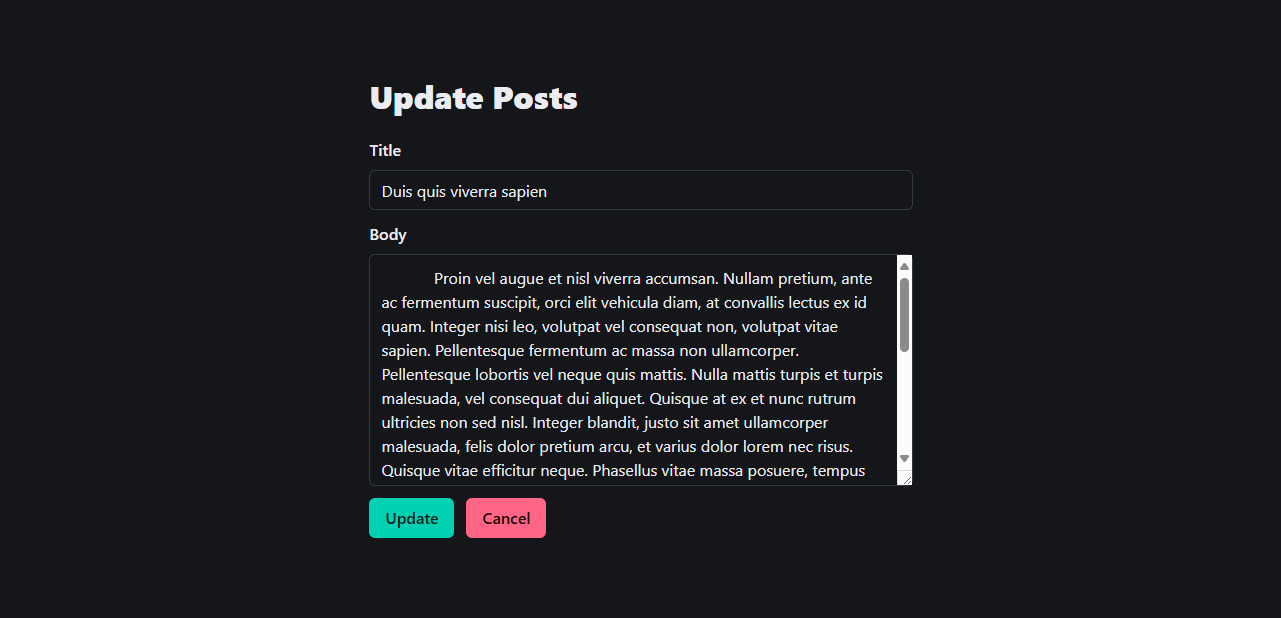 Update Posts
Title
Duis quis viverra sapien
Body
Proin vel augue et nisl viverra accumsan. Nullam pretium, ante
ac fermentum suscipit, orci elit vehicula diam, at convallis lectus ex id
quam. Integer nisi leo, volutpat vel consequat non, volutpat vitae
sapien. Pellentesque fermentum ac massa non ullamcorper.
Pellentesque lobortis vel neque quis mattis. Nulla mattis turpis et turpis
malesuada, vel consequat dui aliquet. Quisque at ex et nunc rutrum
ultricies non sed nisl. Integer blandit, justo sit amet ullamcorper
malesuada, felis dolor pretium arcu, et varius dolor lorem nec risus.
Quisque vitae efficitur neque. Phasellus vitae massa posuere, tempus
Update Cancel